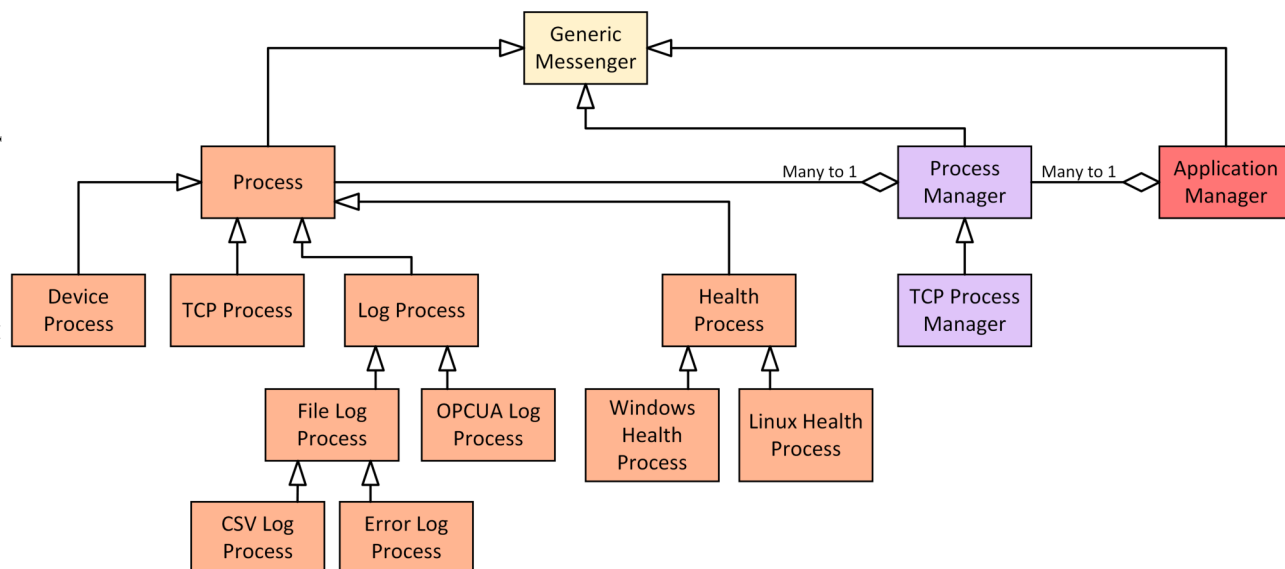 Generic
Messenger
Process
Many to 1
Process
Manager
Many to 1
Application
Manager
Device
Process
TCP Process
Log Process
Health
Process
TCP Process
Manager
File Log
Process
OPCUA Log
Process
Windows
Health
Process
Linux Health
Process
CSV Log
Process
Error Log
Process